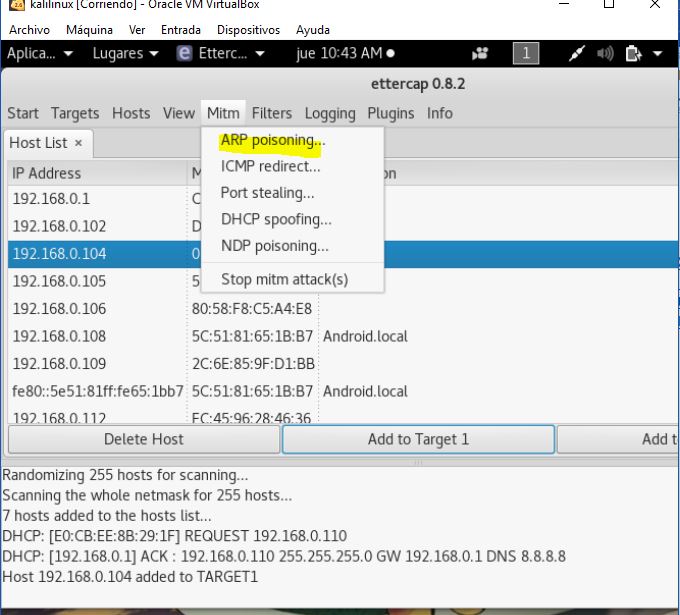 kalilinux [Corriendo] - Oracle VM VirtualBox
Archivo Máquina Ver Entrada Dispositivos Ayuda
Aplica... Lugares Etterc... jue 10:43 AM 1
ettercap 0.8.2
Start Targets Hosts View Mitm Filters Logging Plugins Info
Host List ×
IP Address M on
ARP poisoning...
ICMP redirect...
Port stealing...
DHCP spoofing...
NDP poisoning...
Stop mitm attack(s)
192.168.0.1 C
192.168.0.102 D
192.168.0.104 0
192.168.0.105 5
192.168.0.106 80:58:F8:C5:A4:E8
192.168.0.108 5C:51:81:65:1B:B7 Android.local
192.168.0.109 2C:6E:85:9F:D1:BB
fe80::5e51:81ff:fe65:1bb7 5C:51:81:65:1B:B7 Android.local
192.168.0.112 FC:45:96:28:46:36
Delete Host Add to Target 1 Add t
Randomizing 255 hosts for scanning...
Scanning the whole netmask for 255 hosts...
7 hosts added to the hosts list...
DHCP: [E0:CB:EE:8B:29:1F] REQUEST 192.168.0.110
DHCP: [192.168.0.1] ACK : 192.168.0.110 255.255.255.0 GW 192.168.0.1 DNS 8.8.8.8
Host 192.168.0.104 added to TARGET1